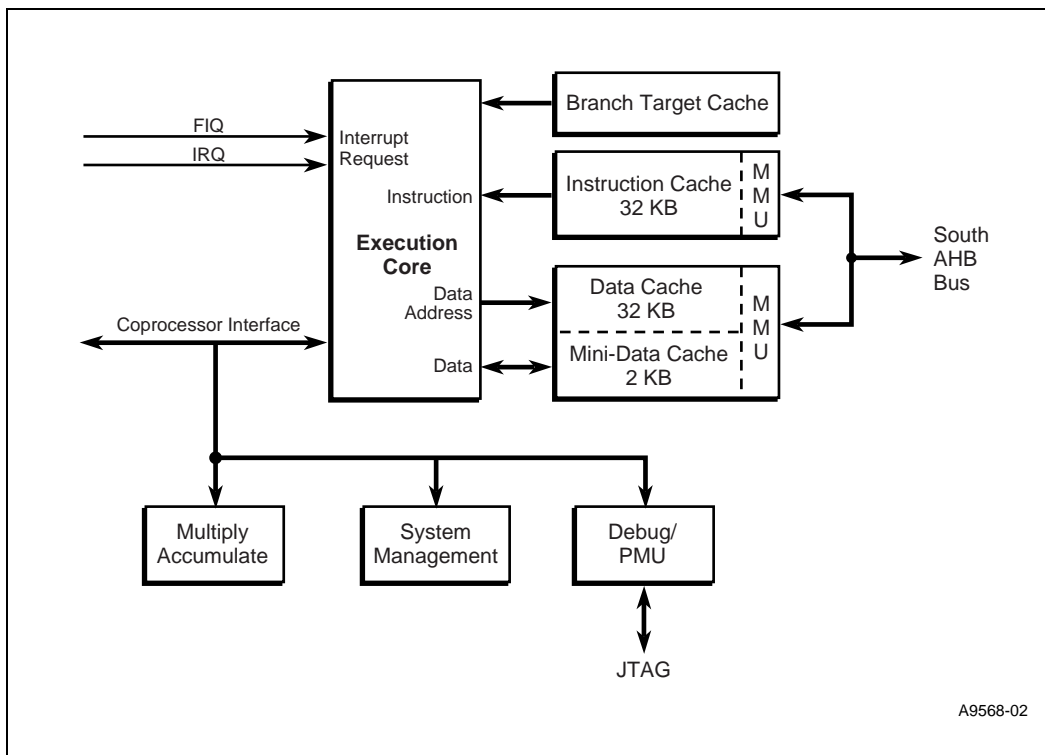 FIQ
IRQ
Interrupt
Request
Instruction
Execution
Core
Data
Address
Data
Coprocessor Interface
Branch Target Cache
Instruction Cache
32 KB
M
M
U
Data Cache
32 KB
Mini-Data Cache
2 KB
M
M
U
South
AHB
Bus
Multiply
Accumulate
System
Management
Debug/
PMU
JTAG
A9568-02